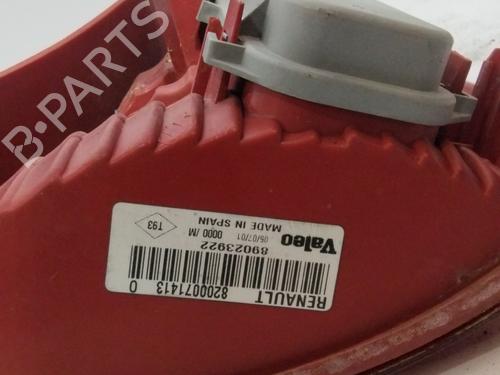 B-PARTS
RENAULT
8200071413 0
Valeo 89023922
05/07/01 0000 /M
MADE IN SPAIN T93